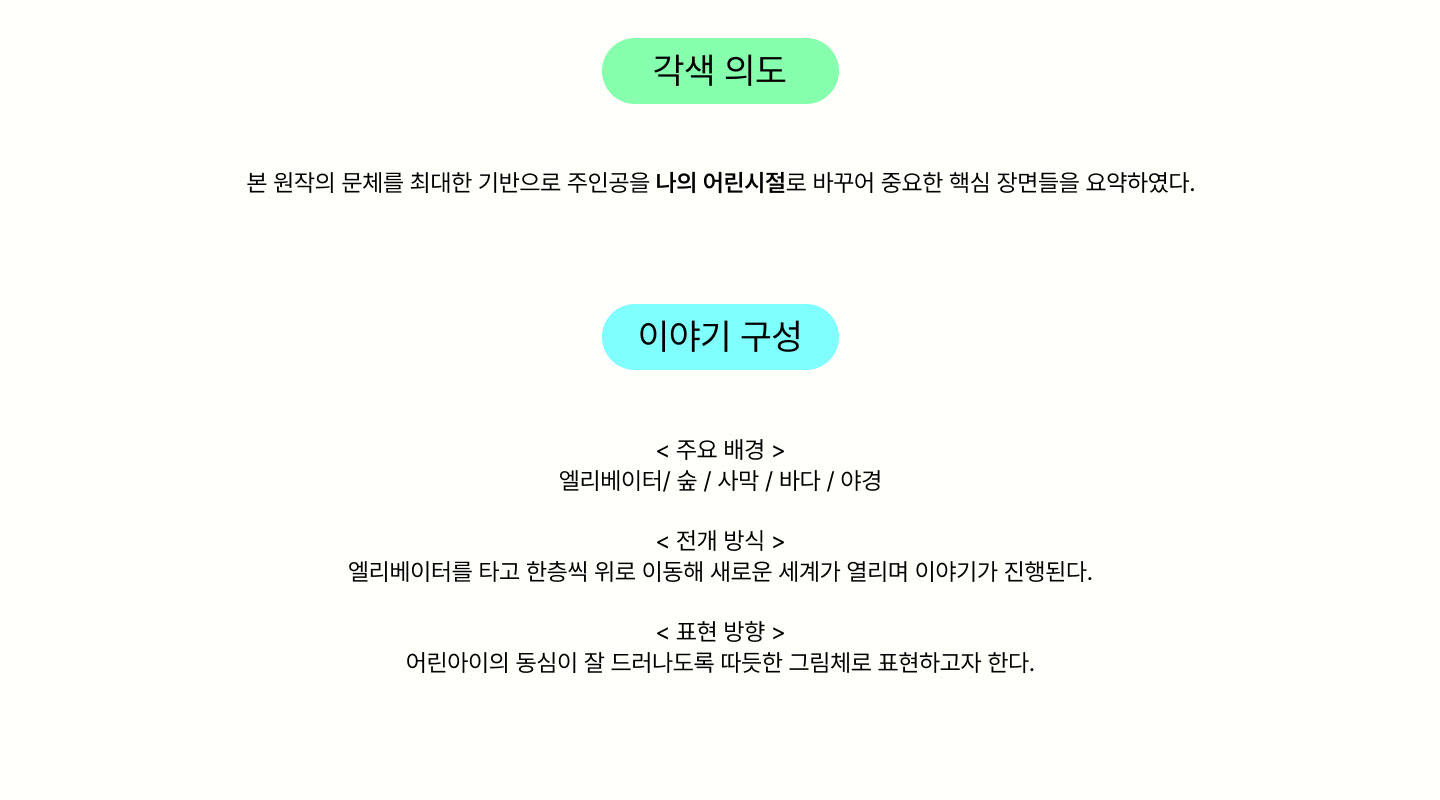 각색 의도
본 원작의 문체를 최대한 기반으로 주인공을 나의 어린시절로 바꾸어 중요한 핵심 장면들을 요약하였다.
이야기 구성
< 주요 배경 >
엘리베이터/ 숲 / 사막 / 바다 / 야경
< 전개 방식 >
엘리베이터를 타고 한층씩 위로 이동해 새로운 세계가 열리며 이야기가 진행된다.
< 표현 방향 >
어린아이의 동심이 잘 드러나도록 따듯한 그림체로 표현하고자 한다.